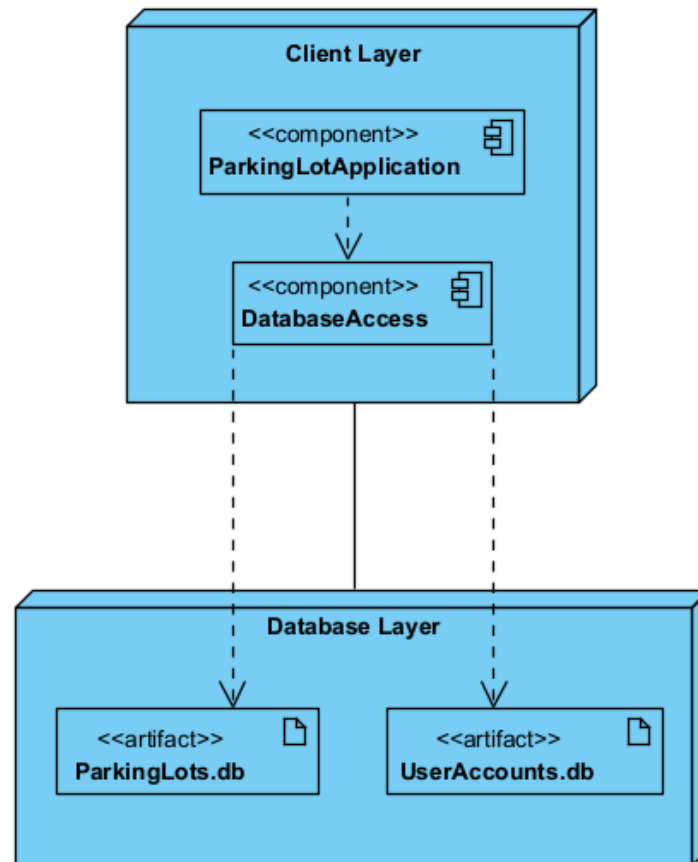 Client Layer
<<component>>
ParkingLotApplication
<<component>>
DatabaseAccess
Database Layer
<<artifact>>
ParkingLots.db
<<artifact>>
UserAccounts.db